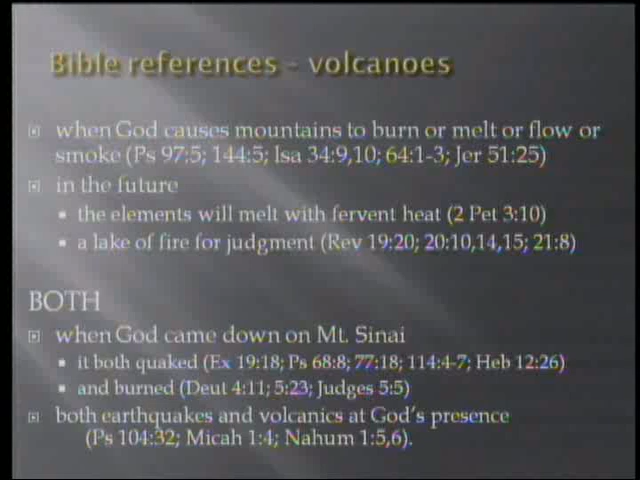 Bible references - volcanoes
when God causes mountains to burn or melt or flow or
smoke (Ps 97:5; 144:5; Isa 34:9,10; 64:1-3; Jer 51:25)
in the future
the elements will melt with fervent heat (2 Pet 3:10)
a lake of fire for judgment (Rev 19:20; 20:10,14,15; 21:8)
BOTH
when God came down on Mt. Sinai
it both quaked (Ex 19:18; Ps 68:8; 77:18; 114:4-7; Heb 12:26)
and burned (Deut 4:11; 5:23; Judges 5:5)
both earthquakes and volcanics at God's presence
(Ps 104:32; Micah 1:4; Nahum 1:5,6).